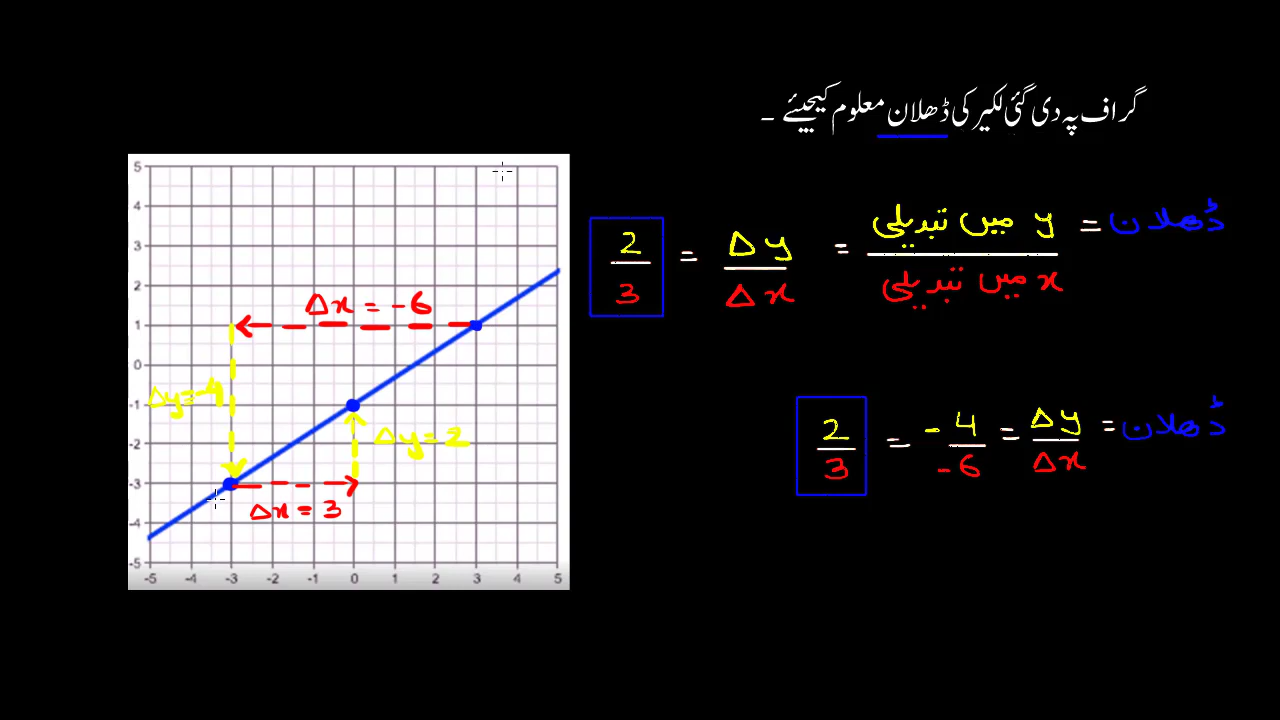 گراف پہ دی گئی لکیر کی ڈھلان معلوم کیجیئے ۔
ڈھلان = y میں تبدیلی / x میں تبدیلی = Δy / Δx = 2 / 3
ڈھلان = Δy / Δx = -4 / -6 = 2 / 3
5
4
3
2
1
0
-1
-2
-3
-4
-5
-5 -4 -3 -2 -1 0 1 2 3 4 5
Δx = -6
Δy=-4
Δy=2
Δx = 3